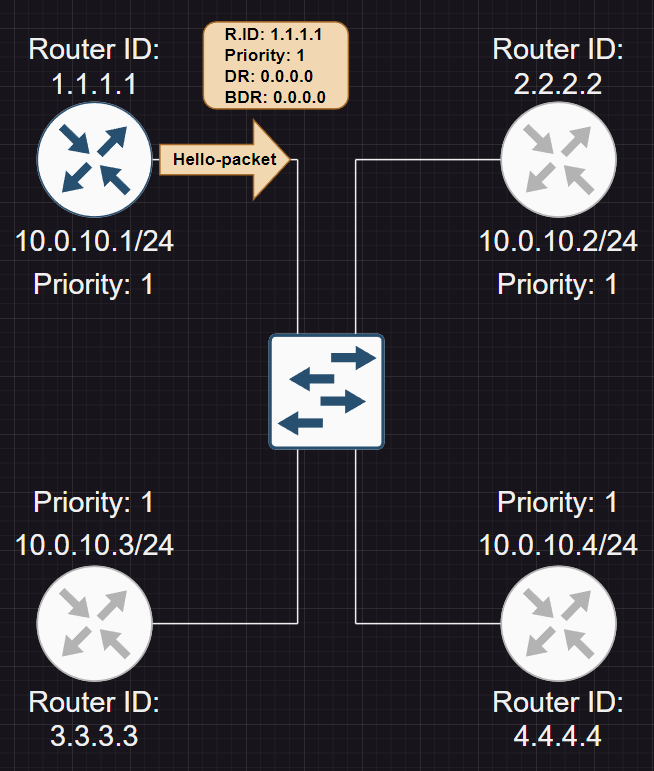 Router ID:
1.1.1.1
R.ID: 1.1.1.1
Priority: 1
DR: 0.0.0.0
BDR: 0.0.0.0
Router ID:
2.2.2.2
Hello-packet
10.0.10.1/24
Priority: 1
10.0.10.2/24
Priority: 1
Priority: 1
10.0.10.3/24
Priority: 1
10.0.10.4/24
Router ID:
3.3.3.3
Router ID:
4.4.4.4